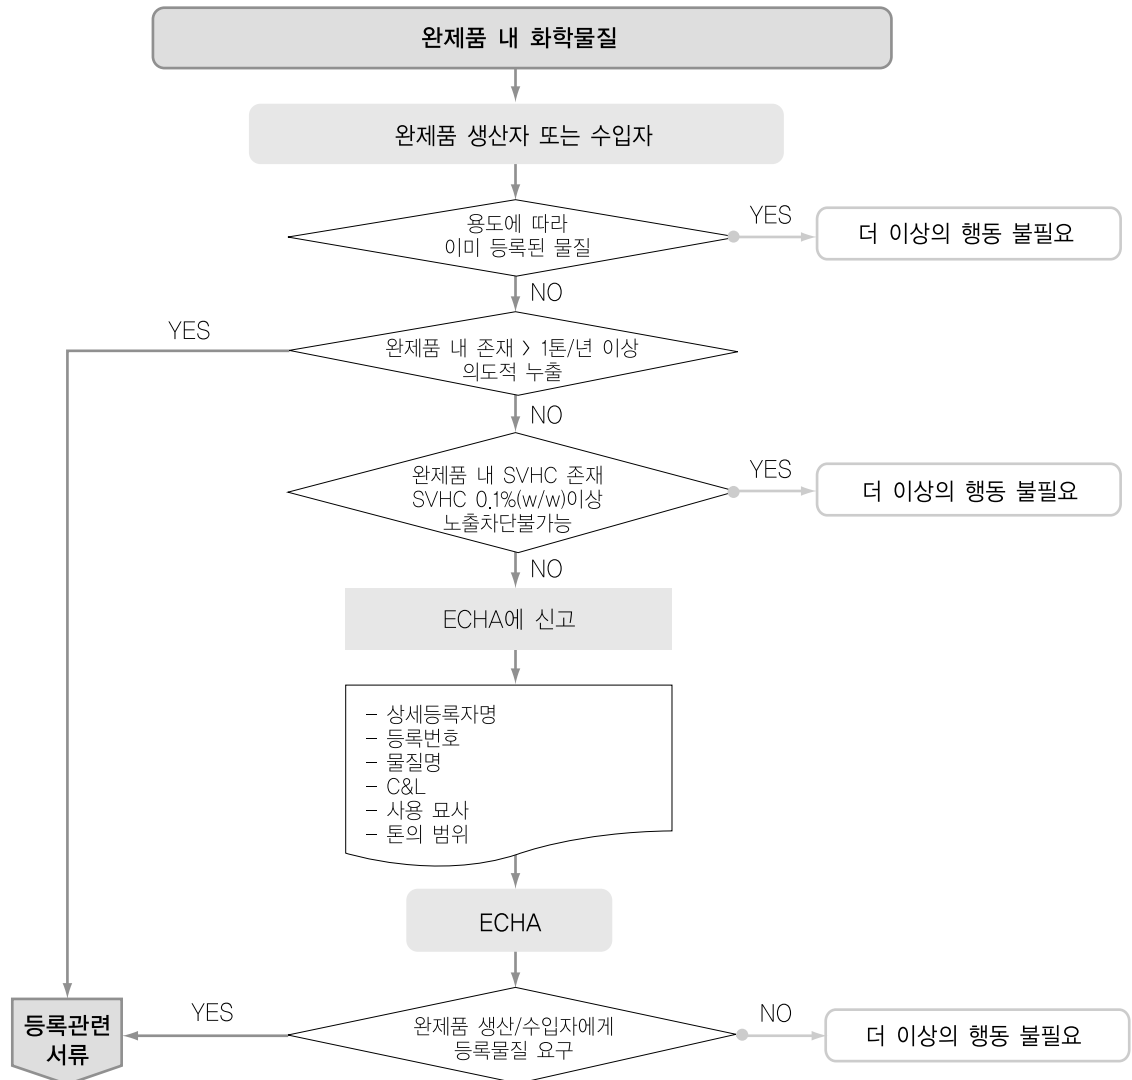 완제품 내 화학물질
완제품 생산자 또는 수입자
용도에 따라
이미 등록된 물질
YES
더 이상의 행동 불필요
NO
YES
완제품 내 존재 > 1톤/년 이상
의도적 누출
NO
완제품 내 SVHC 존재
SVHC 0.1%(w/w)이상
노출차단불가능
YES
더 이상의 행동 불필요
NO
ECHA에 신고
- 상세등록자명
- 등록번호
- 물질명
- C&L
- 사용 묘사
- 톤의 범위
ECHA
등록관련
서류
YES
완제품 생산/수입자에게
등록물질 요구
NO
더 이상의 행동 불필요